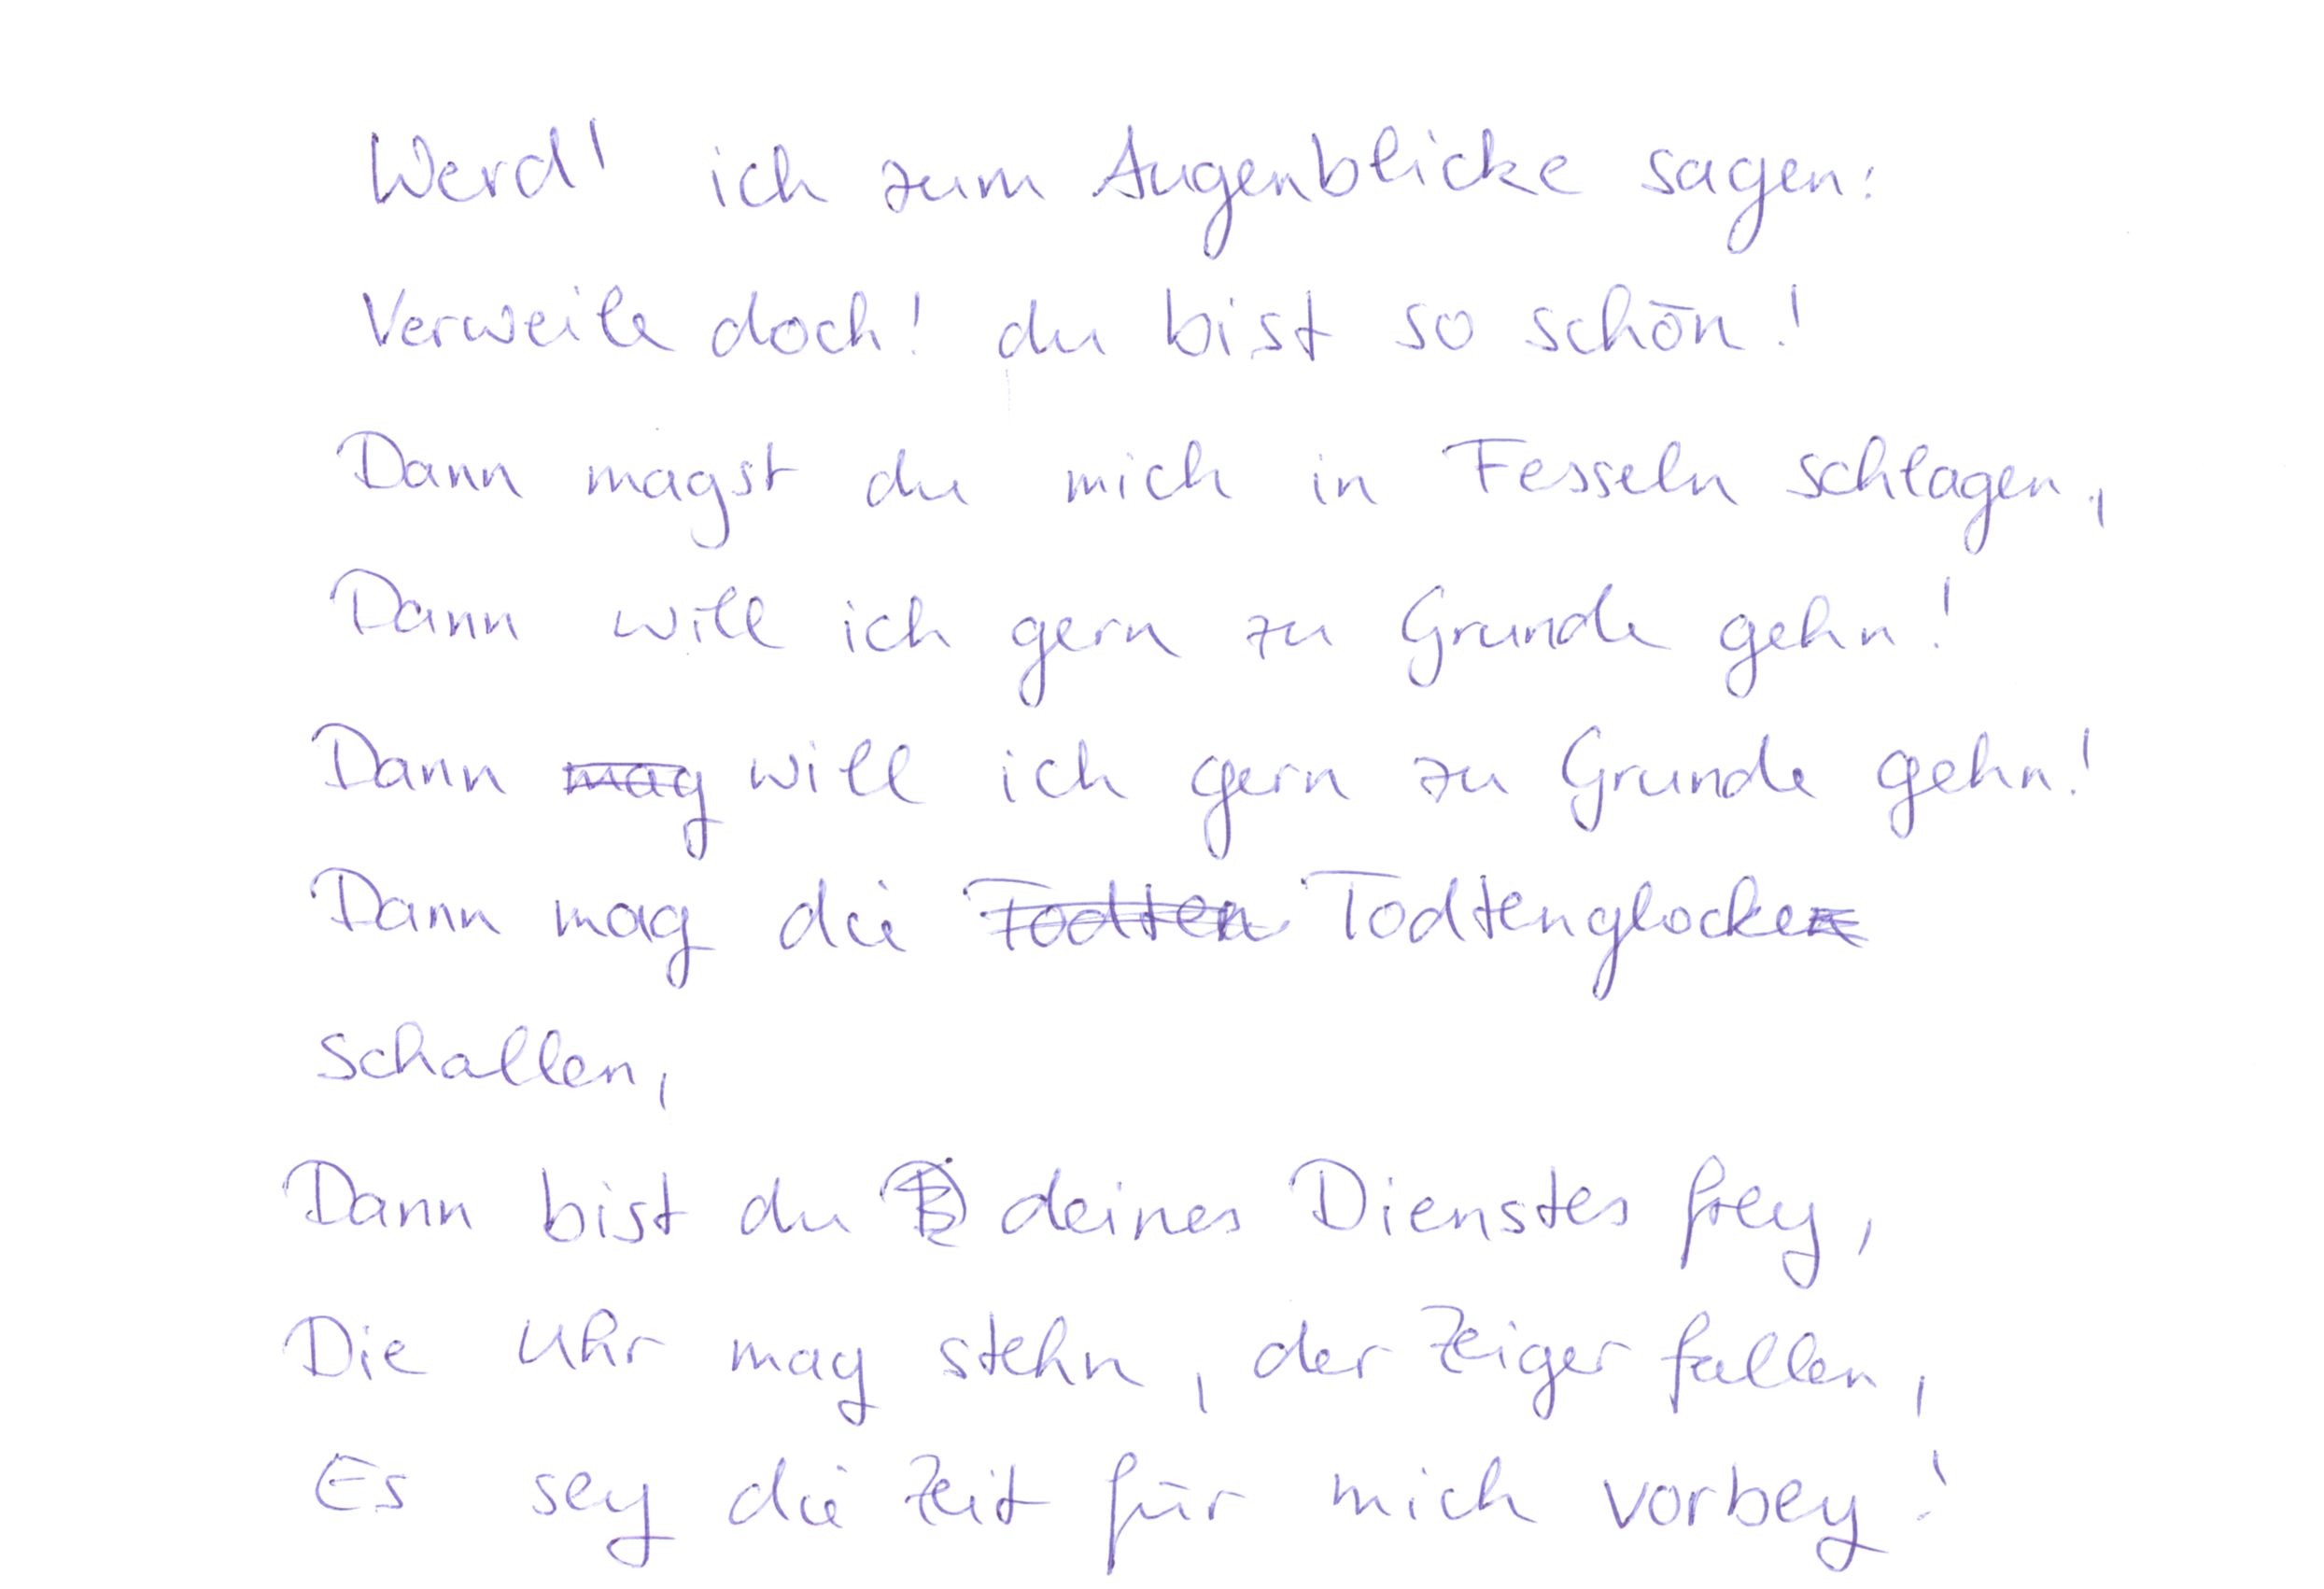 Werd' ich zum Augenblicke sagen:
Verweile doch! du bist so schön!
Dann magst du mich in Fesseln schlagen,
Dann will ich gern zu Grunde gehn!
Dann ~~mag~~ will ich gern zu Grunde gehn!
Dann mag die ~~Todten~~ Todtenglocke~~n~~
schallen,
Dann bist du deines Dienstes frey,
Die Uhr mag stehn, der Zeiger fallen,
Es sey die Zeit für mich vorbey!